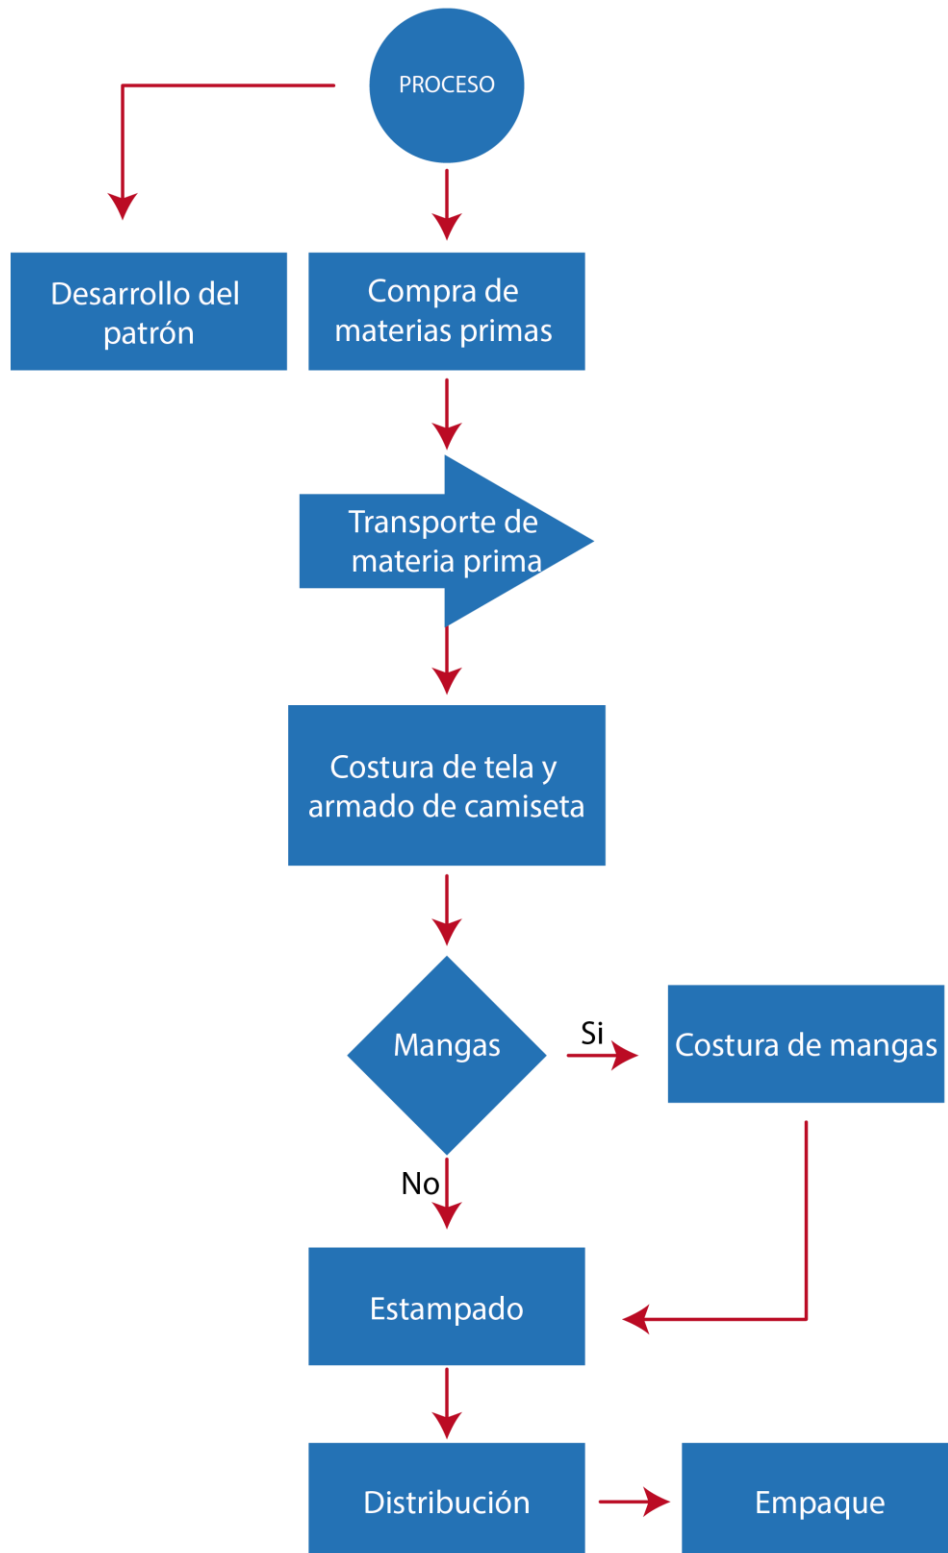 PROCESO
Desarrollo del
patrón
Compra de
materias primas
Transporte de
materia prima
Costura de tela y
armado de camiseta
Mangas
Si
Costura de mangas
No
Estampado
Distribución
Empaque